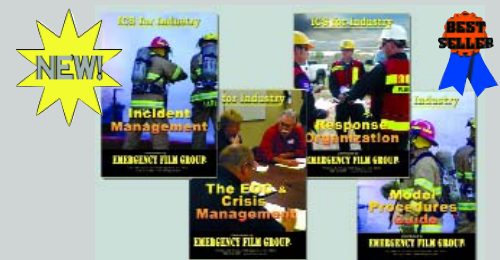 NEW!
ICS for Industry
Incident
Management
EMERGENCY FILM GROUP
for Industry
The EOC &
Crisis
Management
EMERGENCY FILM GROUP
ICS for Industry
Response
Organization
EMERGENCY FILM GROUP
BEST
SELLER
Industry
Model
Procedures
Guide
EMERGENCY FILM GROUP